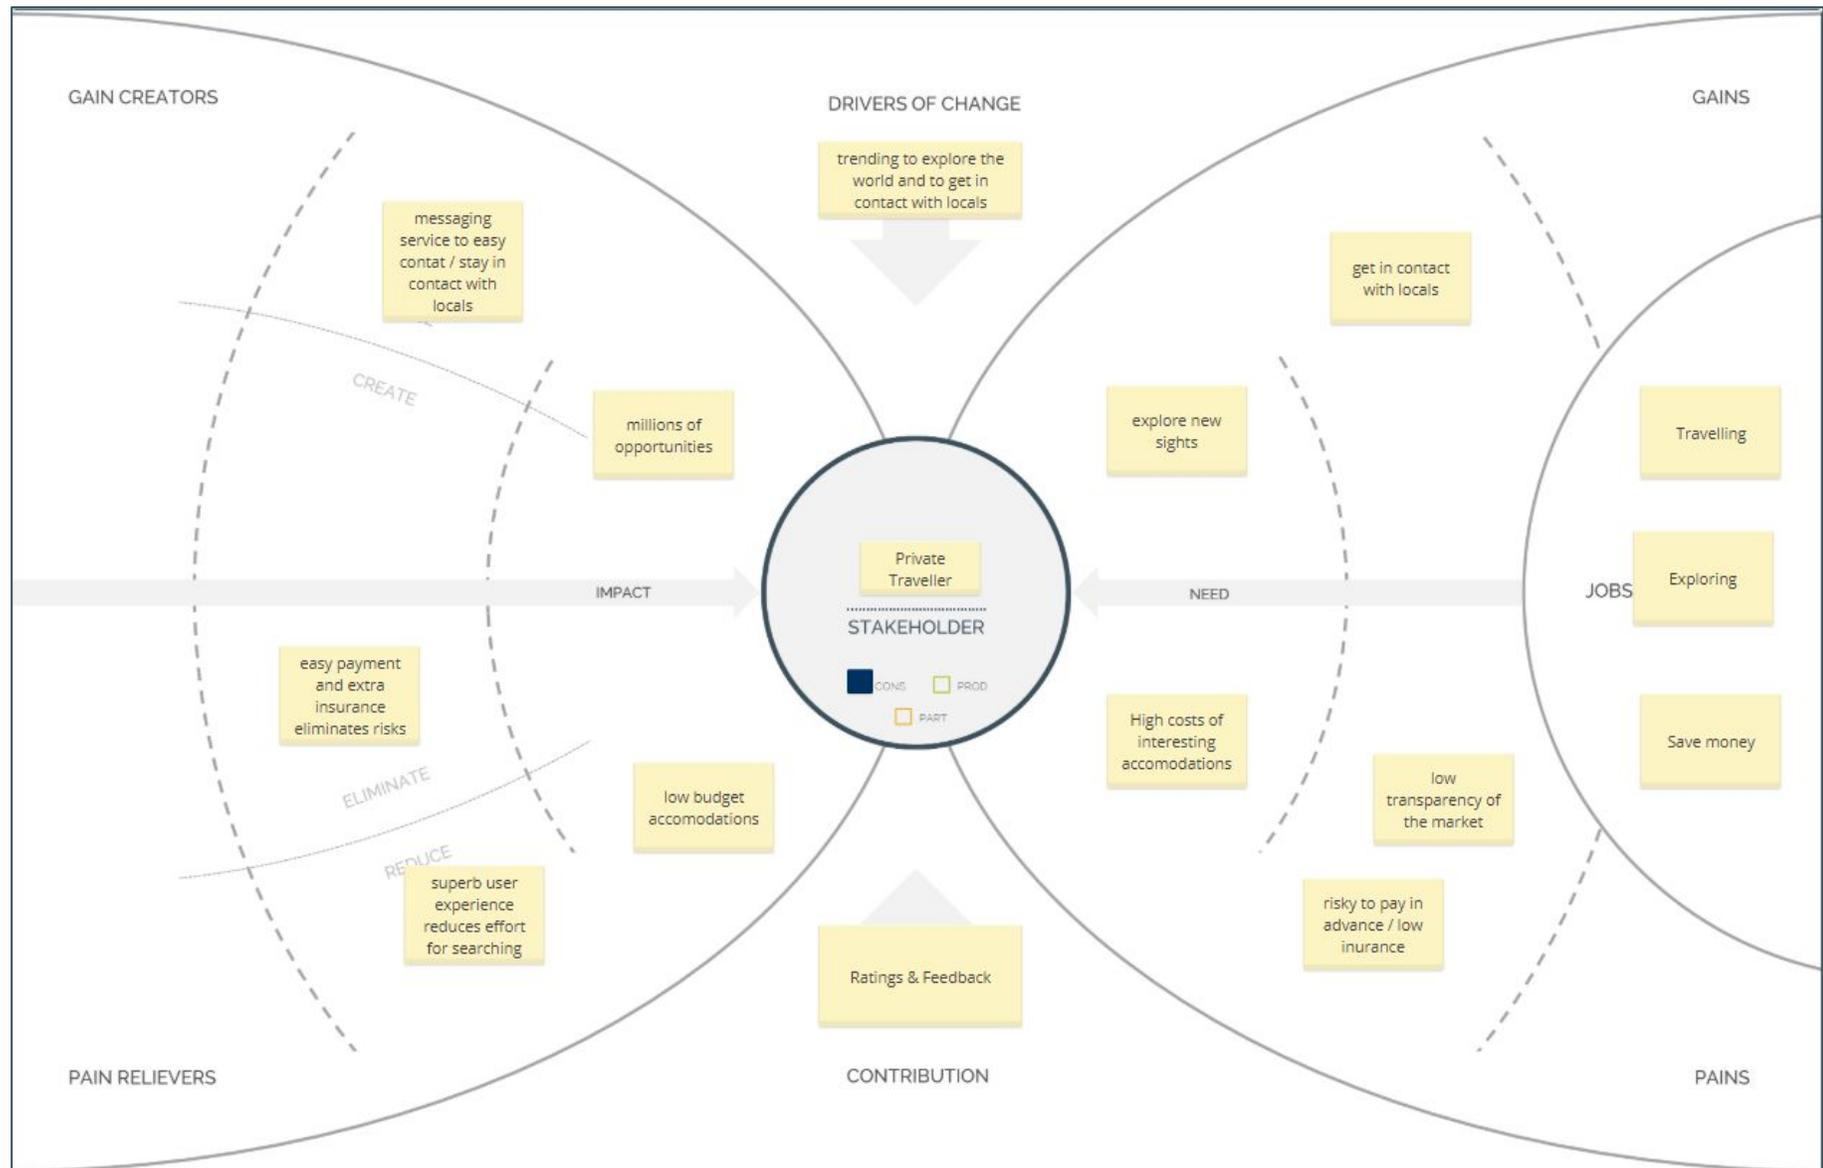 GAIN CREATORS
DRIVERS OF CHANGE
GAINS
trending to explore the
world and to get in
contact with locals
messaging
service to easy
contat / stay in
contact with
locals
get in contact
with locals
CREATE
millions of
opportunities
explore new
sights
Travelling
Private
Traveller
STAKEHOLDER
CONS
PROD
PART
IMPACT
NEED
JOBS
Exploring
easy payment
and extra
insurance
eliminates risks
High costs of
interesting
accomodations
Save money
ELIMINATE
low budget
accomodations
low
transparency of
the market
REDUCE
superb user
experience
reduces effort
for searching
risky to pay in
advance / low
inurance
Ratings & Feedback
PAIN RELIEVERS
CONTRIBUTION
PAINS